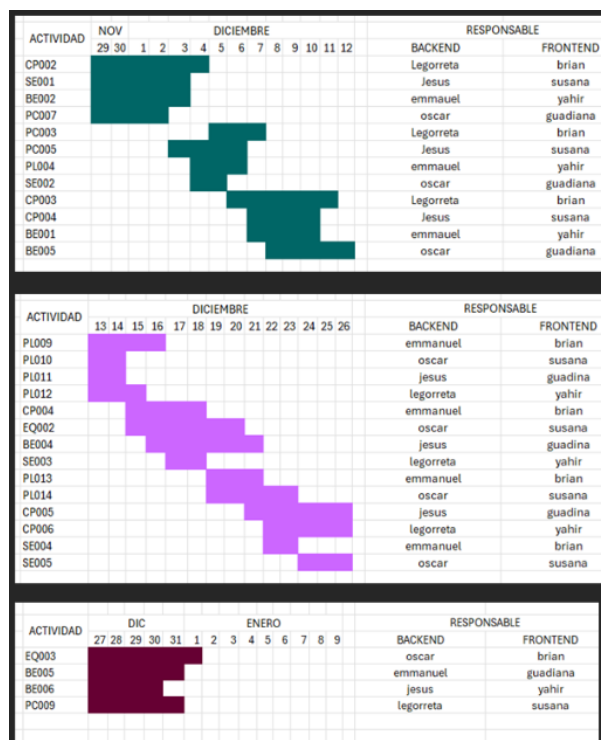 NOV DICIEMBRE RESPONSABLE
ACTIVIDAD 29 30 1 2 3 4 5 6 7 8 9 10 11 12 BACKEND FRONTEND
CP002 Legorreta brian
SE001 Jesus susana
BE002 emmauel yahir
PC007 oscar guadiana
PC003 Legorreta brian
PC005 Jesus susana
PL004 emmauel yahir
SE002 oscar guadiana
CP003 Legorreta brian
CP004 Jesus susana
BE001 emmauel yahir
BE005 oscar guadiana
DICIEMBRE RESPONSABLE
ACTIVIDAD 13 14 15 16 17 18 19 20 21 22 23 24 25 26 BACKEND FRONTEND
PL009 emmanuel brian
PL010 oscar susana
PL011 jesus guadina
PL012 legorreta yahir
CP004 emmanuel brian
EQ002 oscar susana
BE004 jesus guadina
SE003 legorreta yahir
PL013 emmanuel brian
PL014 oscar susana
CP005 jesus guadina
CP006 legorreta yahir
SE004 emmanuel brian
SE005 oscar susana
DIC ENERO RESPONSABLE
ACTIVIDAD 27 28 29 30 31 1 2 3 4 5 6 7 8 9 BACKEND FRONTEND
EQ003 oscar brian
BE005 emmanuel guadiana
BE006 jesus yahir
PC009 legorreta susana